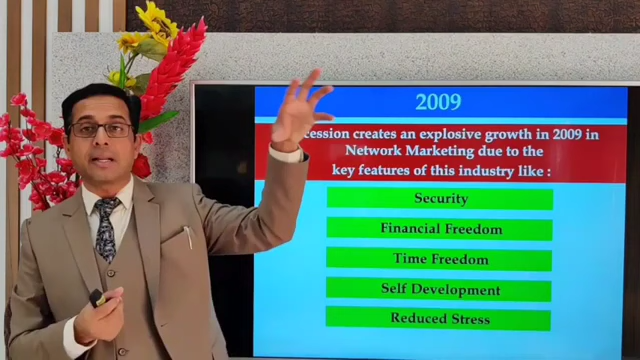 2009
cession creates an explosive growth in 2009 in
Network Marketing due to the
key features of this industry like :
Security
Financial Freedom
Time Freedom
Self Development
Reduced Stress